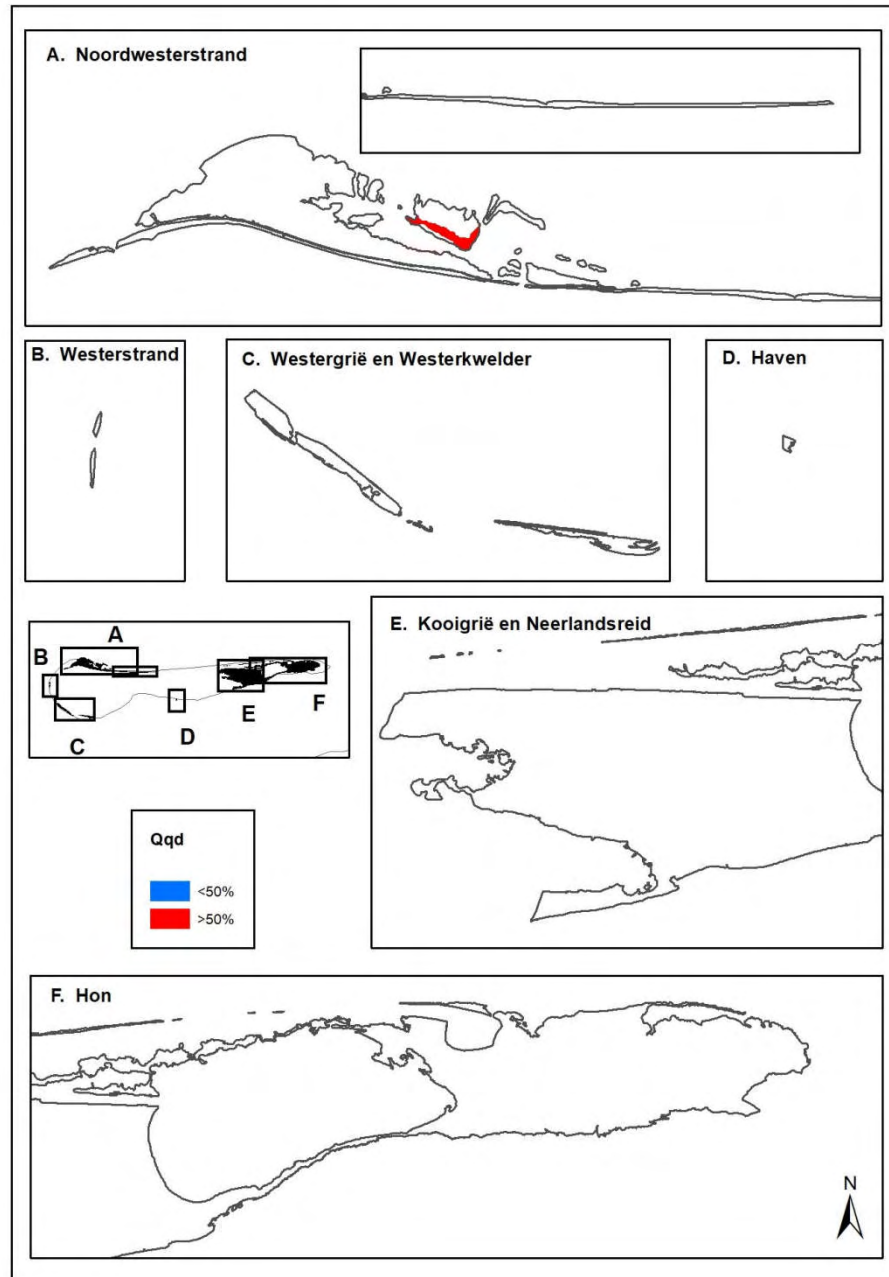 A. Noordwesterstrand
B. Westerstrand
C. Westergrië en Westerkwelder
D. Haven
A
B
C
D
E
F
E. Kooigrië en Neerlandsreid
Qqd
<50%
>50%
F. Hon
N